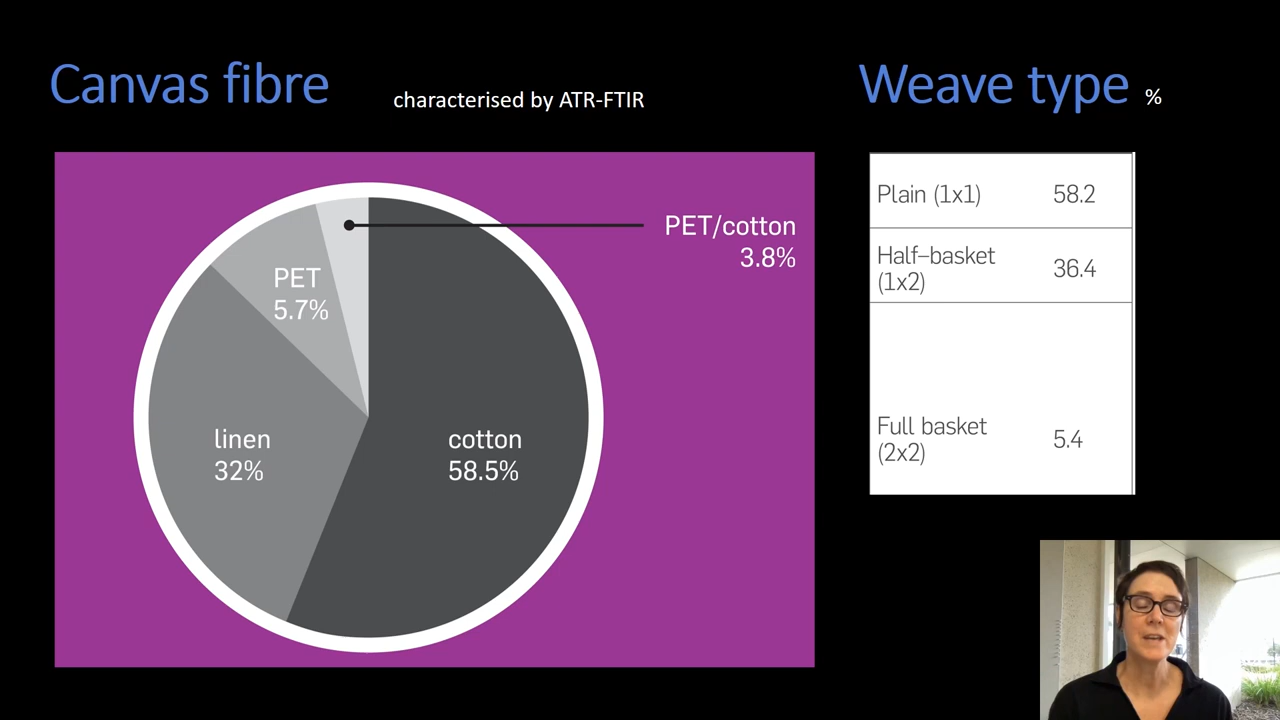 Canvas fibre
characterised by ATR-FTIR
PET/cotton
3.8%
PET
5.7%
linen
32%
cotton
58.5%
Weave type %
Plain (1x1) 58.2
Half–basket
(1x2)
36.4
Full basket
(2x2)
5.4